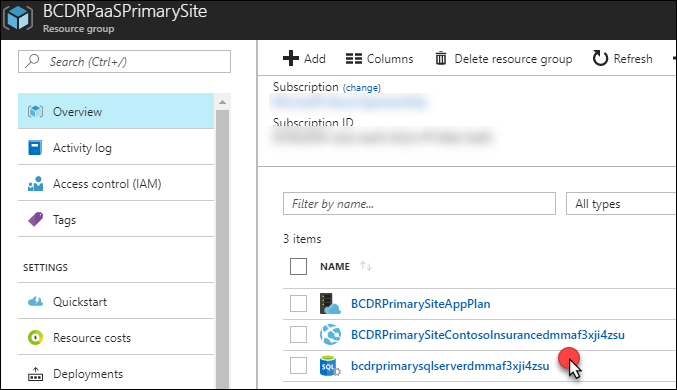 BCDRPaaSPrimarySite
Resource group
Search (Ctrl+/)
Overview
Activity log
Access control (IAM)
Tags
SETTINGS
Quickstart
Resource costs
Deployments
Add Columns Delete resource group Refresh
Subscription (change)
Subscription ID
Filter by name... All types
3 items
NAME
BCDRPrimarySiteAppPlan
BCDRPrimarySiteContosoInsurancedmmaf3xji4zsu
SQL
bcdrprimarysqlserverdmmaf3xji4zsu